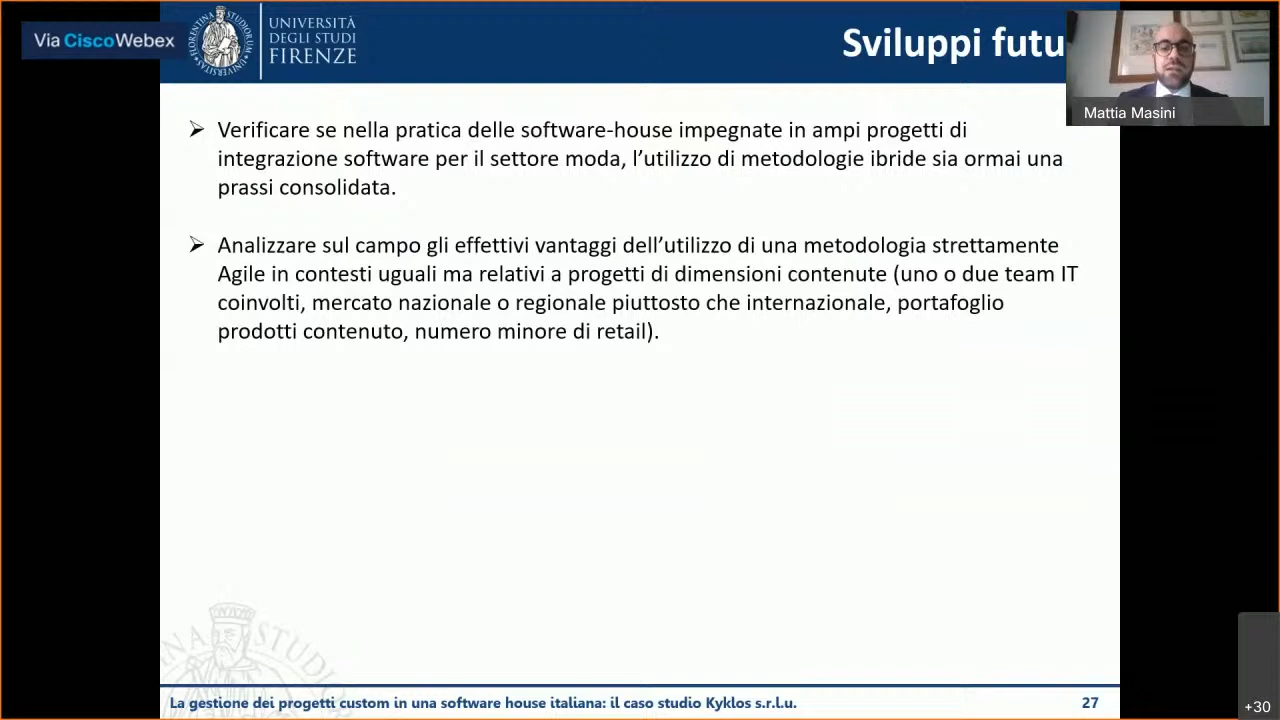 Via Cisco Webex
UNIVERSITÀ
DEGLI STUDI
FIRENZE
Sviluppi futu
Mattia Masini
➢ Verificare se nella pratica delle software-house impegnate in ampi progetti di
integrazione software per il settore moda, l’utilizzo di metodologie ibride sia ormai una
prassi consolidata.
➢ Analizzare sul campo gli effettivi vantaggi dell’utilizzo di una metodologia strettamente
Agile in contesti uguali ma relativi a progetti di dimensioni contenute (uno o due team IT
coinvolti, mercato nazionale o regionale piuttosto che internazionale, portafoglio
prodotti contenuto, numero minore di retail).
La gestione dei progetti custom in una software house italiana: il caso studio Kyklos s.r.l.u.
27
+30